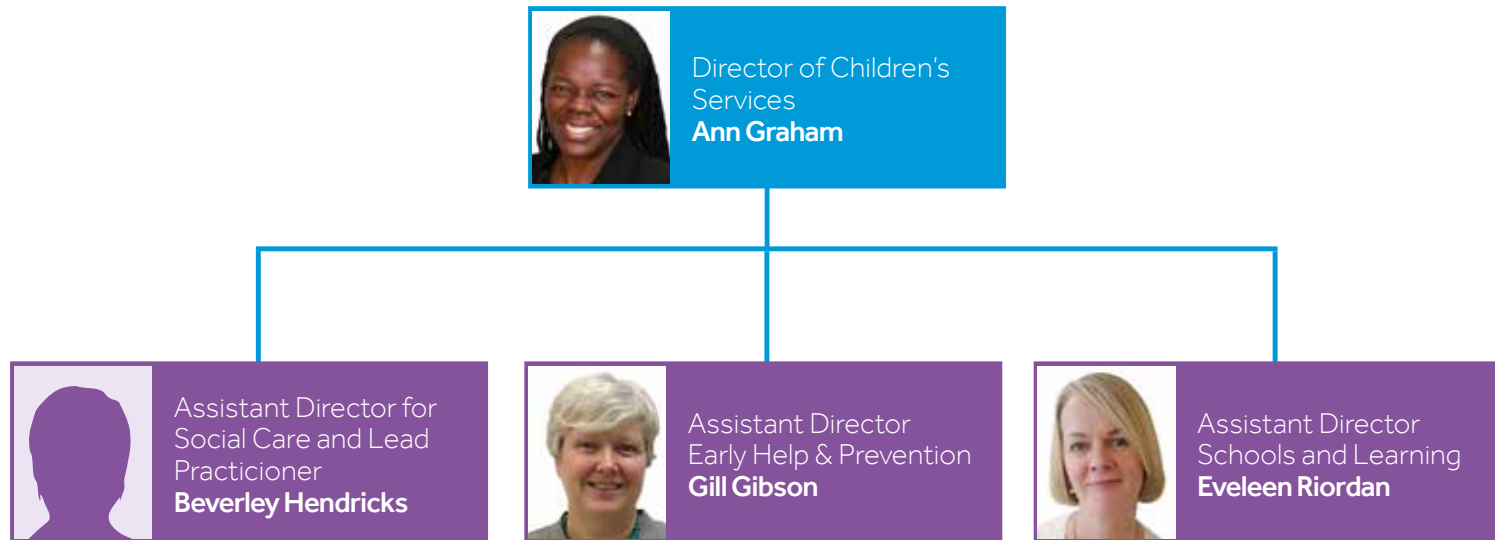 Director of Children's
Services
Ann Graham
Assistant Director for
Social Care and Lead
Practicioner
Beverley Hendricks
Assistant Director
Early Help & Prevention
Gill Gibson
Assistant Director
Schools and Learning
Eveleen Riordan